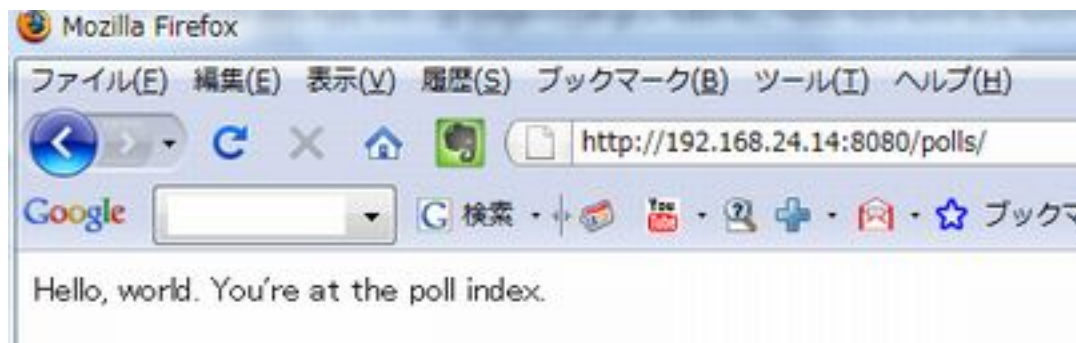 Mozilla Firefox
ファイル(F) 編集(E) 表示(V) 履歴(S) ブックマーク(B) ツール(T) ヘルプ(H)
http://192.168.24.14:8080/polls/
Google G 検索 You Tube ブックマ
Hello, world. You're at the poll index.